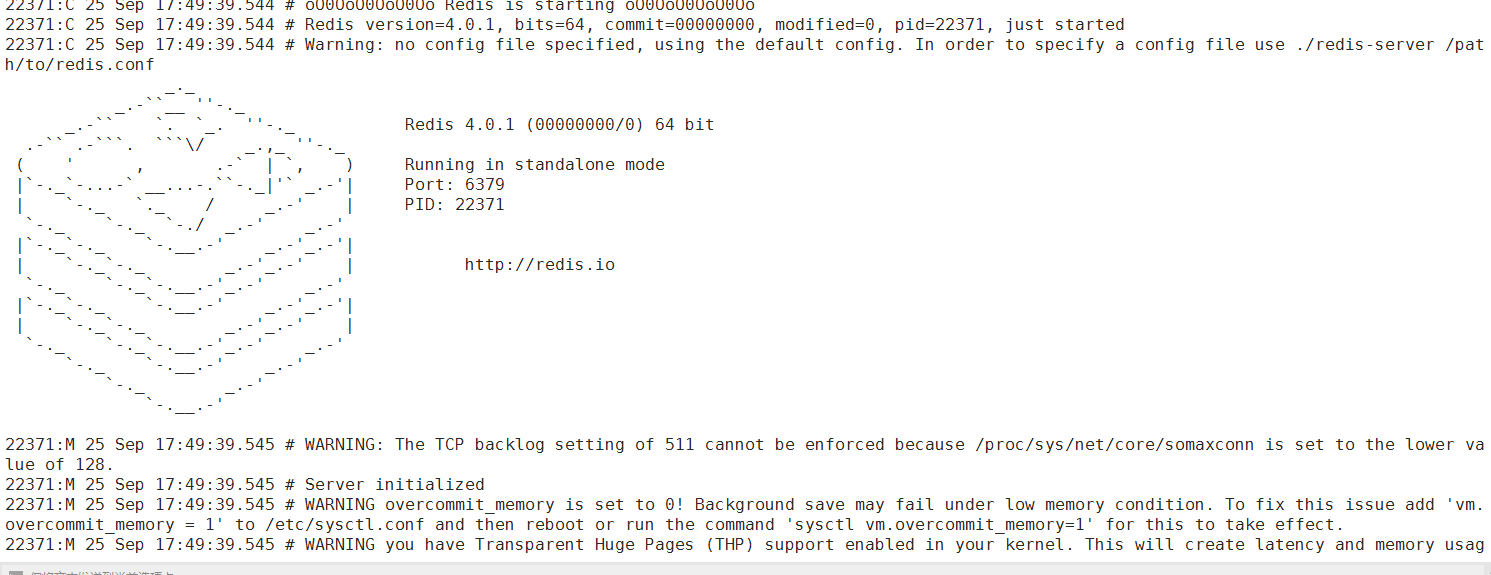 22371:C 25 Sep 17:49:39.544 # oO0OoO0OoO0Oo Redis is starting oO0OoO0OoO0Oo
22371:C 25 Sep 17:49:39.544 # Redis version=4.0.1, bits=64, commit=00000000, modified=0, pid=22371, just started
22371:C 25 Sep 17:49:39.544 # Warning: no config file specified, using the default config. In order to specify a config file use ./redis-server /pat
h/to/redis.conf
Redis 4.0.1 (00000000/0) 64 bit
Running in standalone mode
Port: 6379
PID: 22371
http://redis.io
22371:M 25 Sep 17:49:39.545 # WARNING: The TCP backlog setting of 511 cannot be enforced because /proc/sys/net/core/somaxconn is set to the lower va
lue of 128.
22371:M 25 Sep 17:49:39.545 # Server initialized
22371:M 25 Sep 17:49:39.545 # WARNING overcommit_memory is set to 0! Background save may fail under low memory condition. To fix this issue add 'vm.
overcommit_memory = 1' to /etc/sysctl.conf and then reboot or run the command 'sysctl vm.overcommit_memory=1' for this to take effect.
22371:M 25 Sep 17:49:39.545 # WARNING you have Transparent Huge Pages (THP) support enabled in your kernel. This will create latency and memory usag